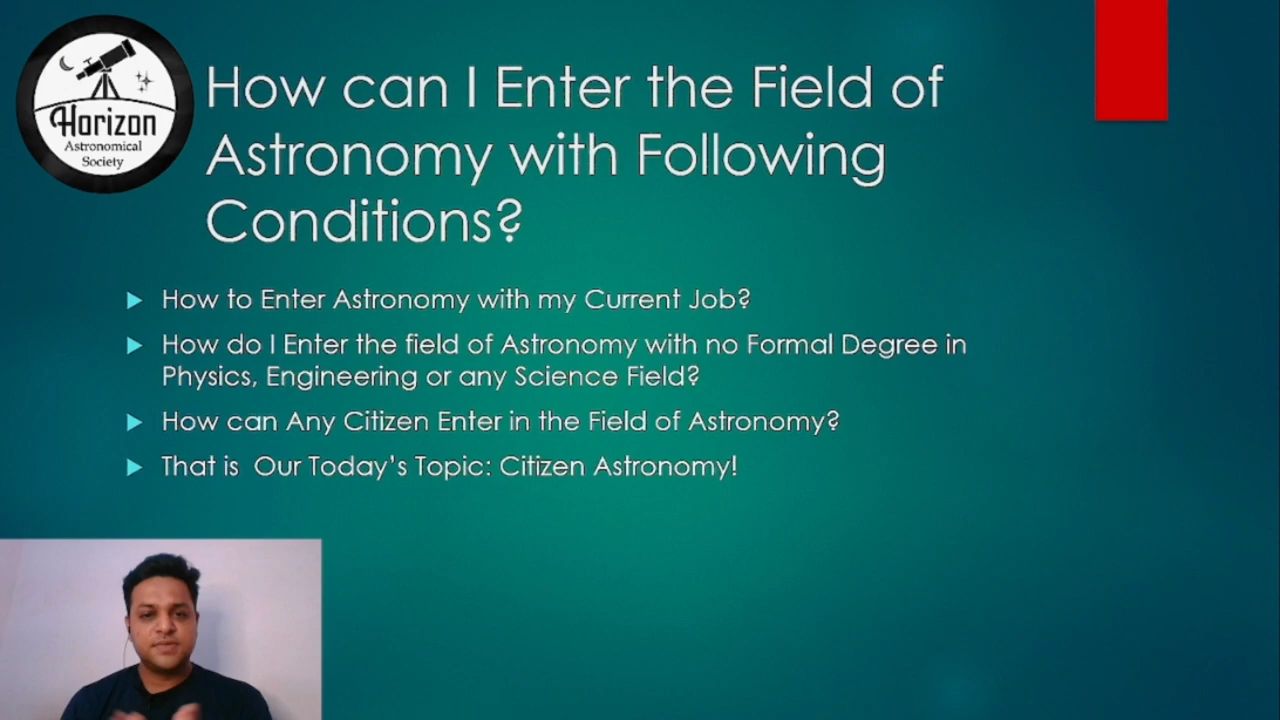 Horizon
Astronomical
Society
How can I Enter the Field of
Astronomy with Following
Conditions?
How to Enter Astronomy with my Current Job?
How do I Enter the field of Astronomy with no Formal Degree in
Physics, Engineering or any Science Field?
How can Any Citizen Enter in the Field of Astronomy?
That is  Our Today's Topic: Citizen Astronomy!